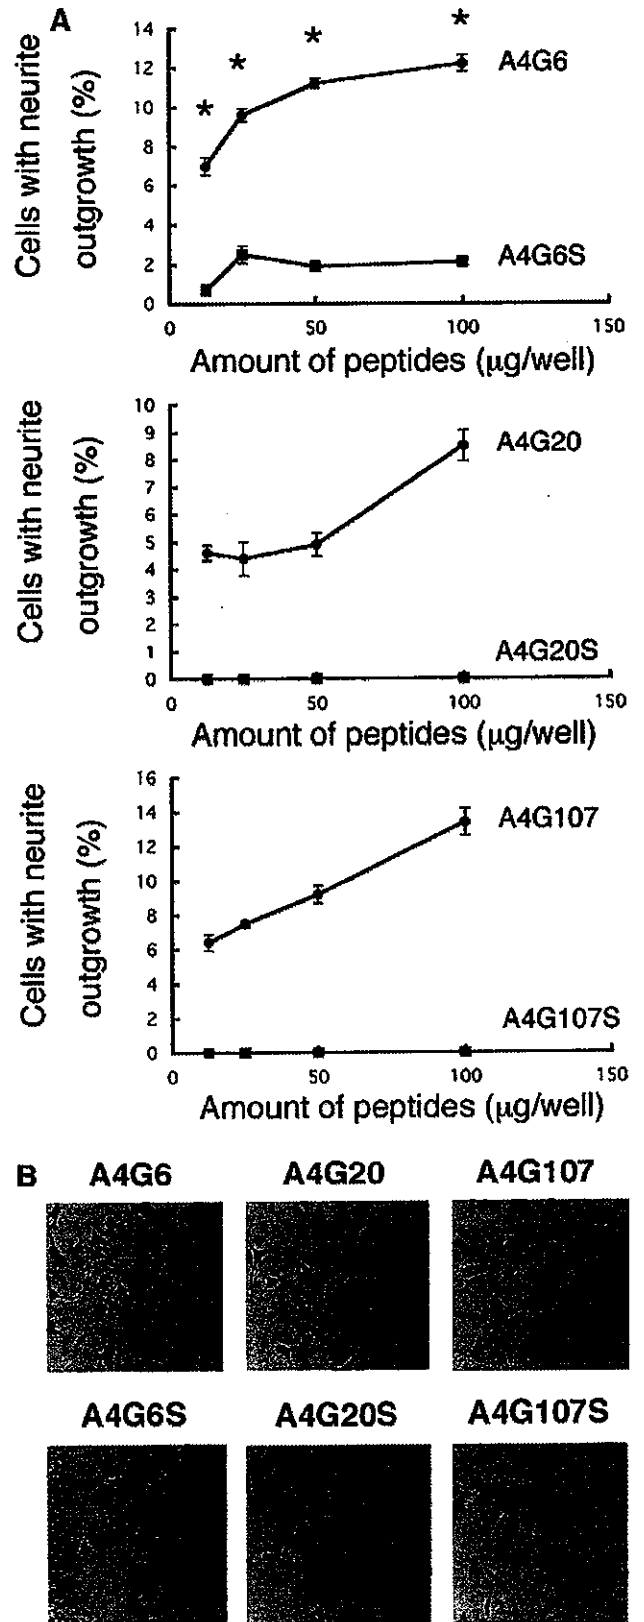 A
Cells with neurite
outgrowth (%)
14
12
10
8
6
4
2
0
* * * *
A4G6
A4G6S
0 50 100 150
Amount of peptides (µg/well)
Cells with neurite
outgrowth (%)
10
9
8
7
6
5
4
3
2
1
0
A4G20
A4G20S
0 50 100 150
Amount of peptides (µg/well)
Cells with neurite
outgrowth (%)
16
14
12
10
8
6
4
2
0
A4G107
A4G107S
0 50 100 150
Amount of peptides (µg/well)
B A4G6 A4G20 A4G107
A4G6S A4G20S A4G107S